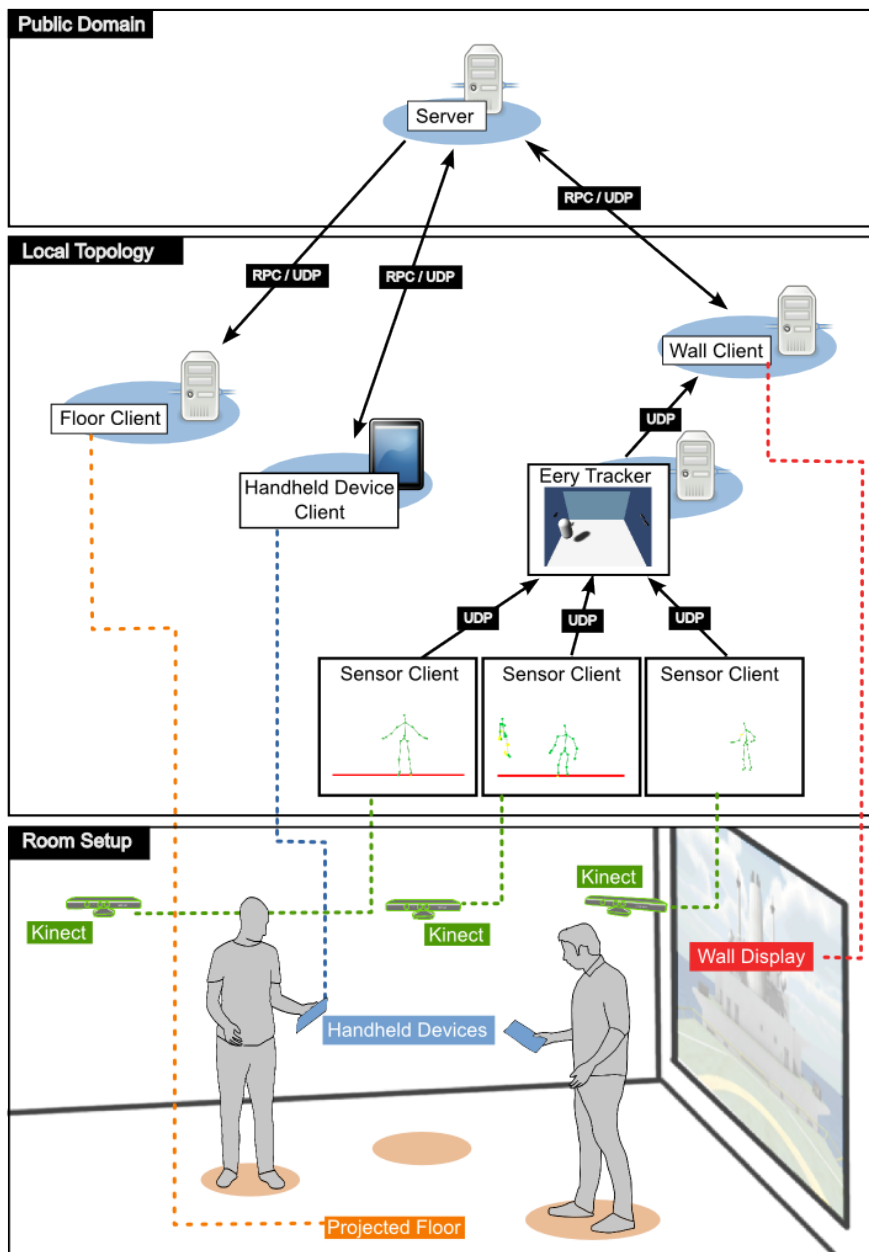 Public Domain
Server
RPC / UDP
Local Topology
RPC / UDP
RPC / UDP
Wall Client
Floor Client
UDP
Eery Tracker
Handheld Device
Client
UDP
UDP
UDP
Sensor Client
Sensor Client
Sensor Client
Room Setup
Kinect
Kinect
Kinect
Wall Display
Handheld Devices
Projected Floor